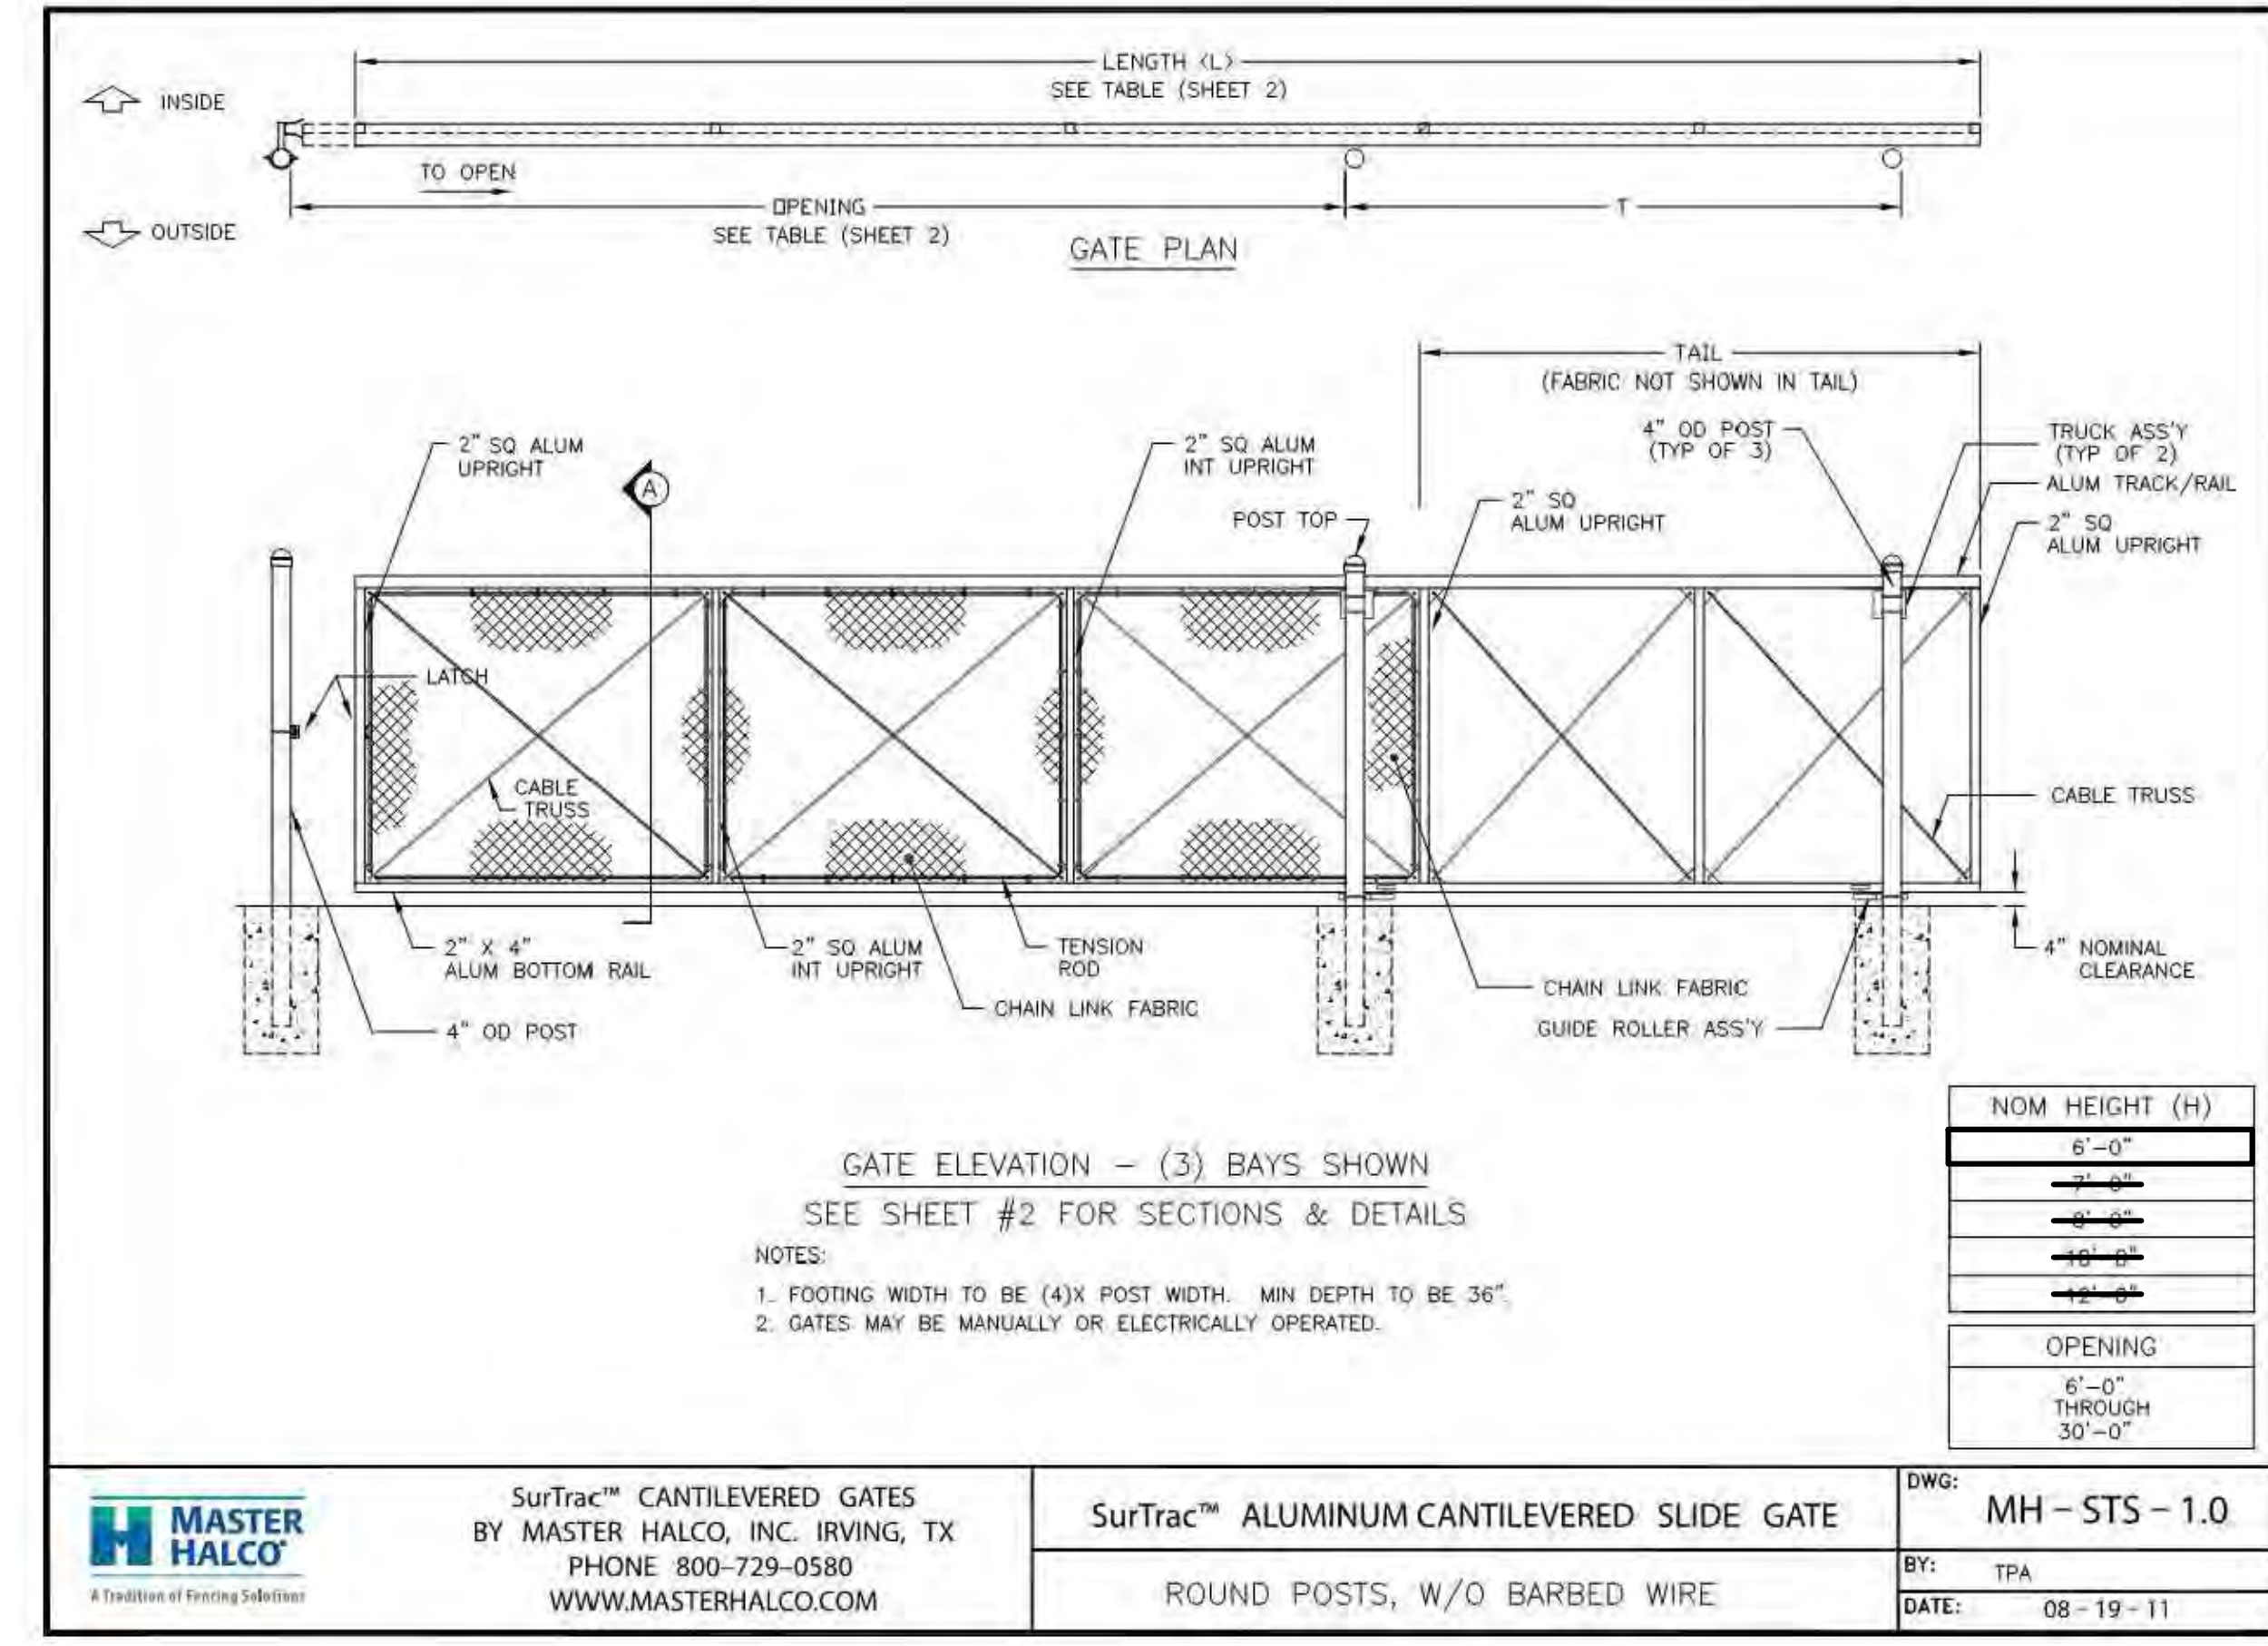 LENGTH <L>
SEE TABLE (SHEET 2)
INSIDE
TO OPEN
OPENING
SEE TABLE (SHEET 2)
T
OUTSIDE
GATE PLAN
TAIL
(FABRIC NOT SHOWN IN TAIL)
2" SQ ALUM
UPRIGHT
A
2" SQ ALUM
INT UPRIGHT
POST TOP
2" SQ
ALUM UPRIGHT
4" OD POST
(TYP OF 3)
TRUCK ASS'Y
(TYP OF 2)
ALUM TRACK/RAIL
2" SQ
ALUM UPRIGHT
LATCH
CABLE
TRUSS
CABLE TRUSS
2" X 4"
ALUM BOTTOM RAIL
2" SQ ALUM
INT UPRIGHT
TENSION
ROD
CHAIN LINK FABRIC
4" OD POST
CHAIN LINK FABRIC
GUIDE ROLLER ASS'Y
4" NOMINAL
CLEARANCE
GATE ELEVATION – (3) BAYS SHOWN
SEE SHEET #2 FOR SECTIONS & DETAILS
NOTES:
1. FOOTING WIDTH TO BE (4)X POST WIDTH. MIN DEPTH TO BE 36".
2. GATES MAY BE MANUALLY OR ELECTRICALLY OPERATED.
NOM HEIGHT (H)
6'-0"
7'-0"
8'-0"
10'-0"
12'-0"
OPENING
6'-0"
THROUGH
30'-0"
MASTER
HALCO
A Tradition of Fencing Solutions
SurTrac™ CANTILEVERED GATES
BY MASTER HALCO, INC. IRVING, TX
PHONE 800-729-0580
WWW.MASTERHALCO.COM
SurTrac™ ALUMINUM CANTILEVERED SLIDE GATE
ROUND POSTS, W/O BARBED WIRE
DWG:
MH – STS – 1.0
BY: TPA
DATE: 08 – 19 – 11